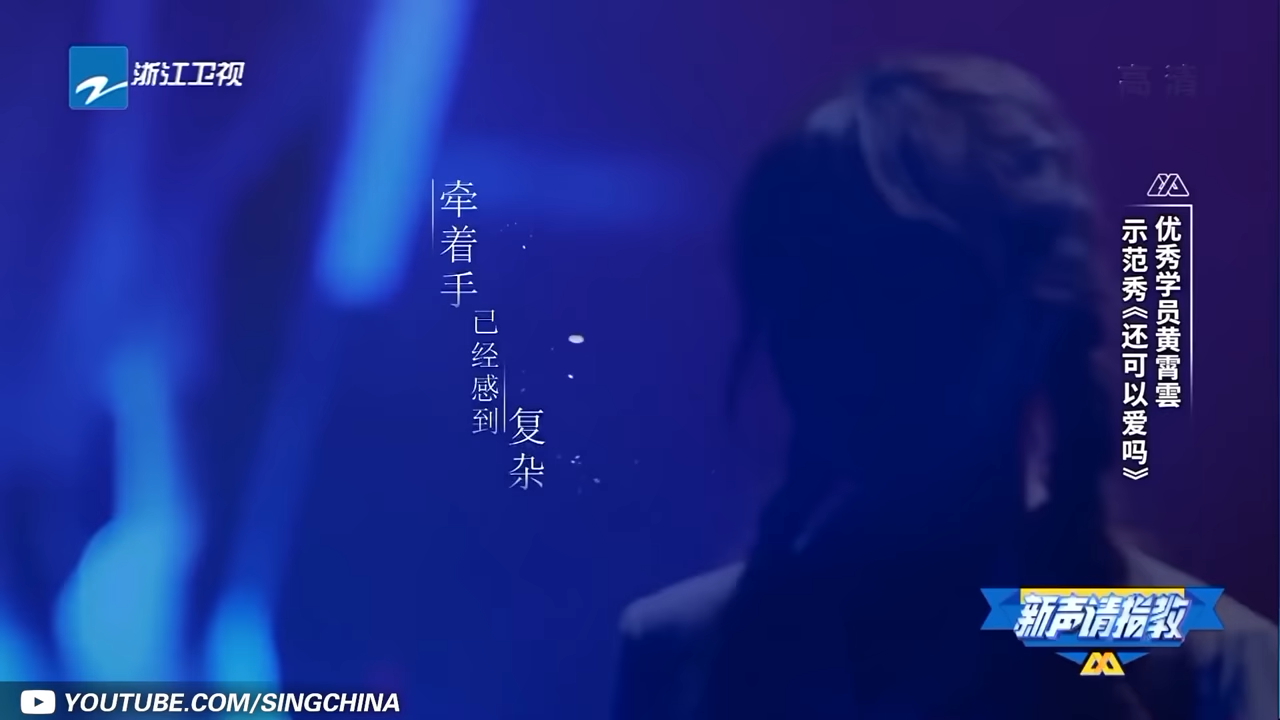 浙江卫视
高清
牵着手
已经感到
复杂
优秀学员黄霄雲
示范秀《还可以爱吗》
新声请指教
YOUTUBE.COM/SINGCHINA